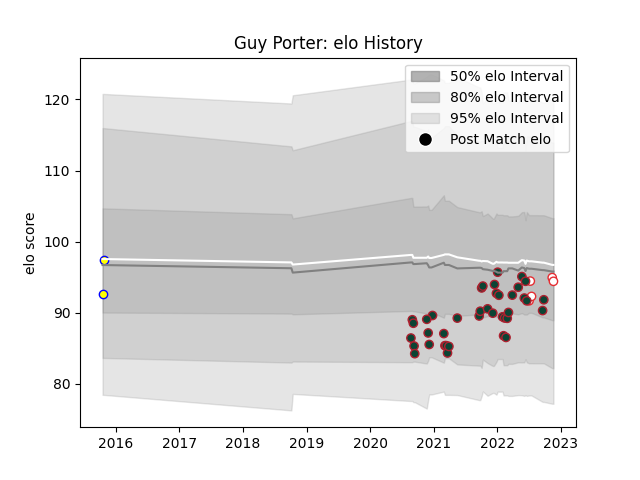 Guy Porter: elo History
50% elo Interval
80% elo Interval
95% elo Interval
Post Match elo
elo score
120
110
100
90
80
2016 2017 2018 2019 2020 2021 2022 2023